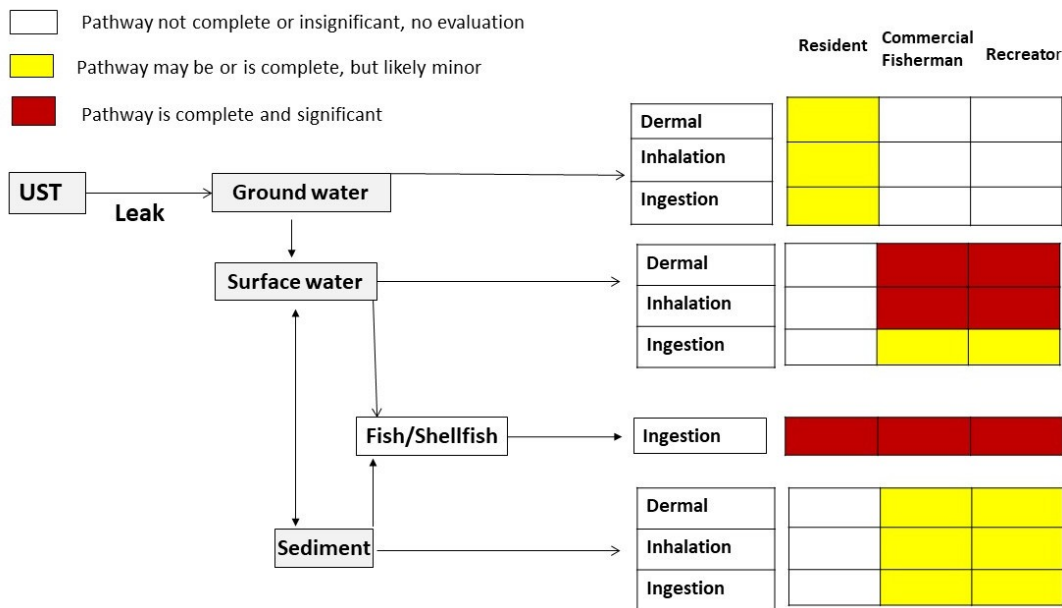 Pathway not complete or insignificant, no evaluation
Pathway may be or is complete, but likely minor
Pathway is complete and significant
Resident
Commercial
Fisherman
Recreator
UST
Leak
Ground water
Dermal
Inhalation
Ingestion
Surface water
Dermal
Inhalation
Ingestion
Fish/Shellfish
Ingestion
Sediment
Dermal
Inhalation
Ingestion